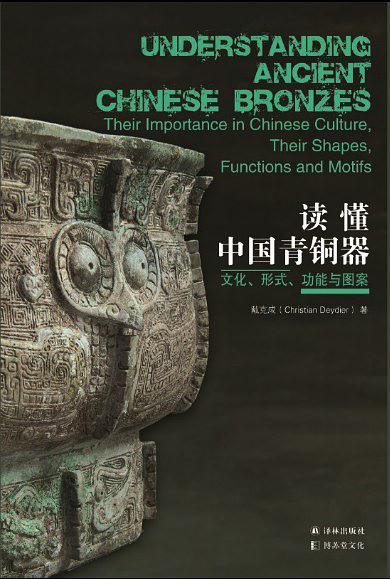 UNDERSTANDING
ANCIENT
CHINESE BRONZES
Their Importance in Chinese Culture,
Their Shapes,
Functions and Motifs
读懂
中国青铜器
文化、形式、功能与图案
戴克成（Christian Deydier）著
译林出版社
博苏堂文化